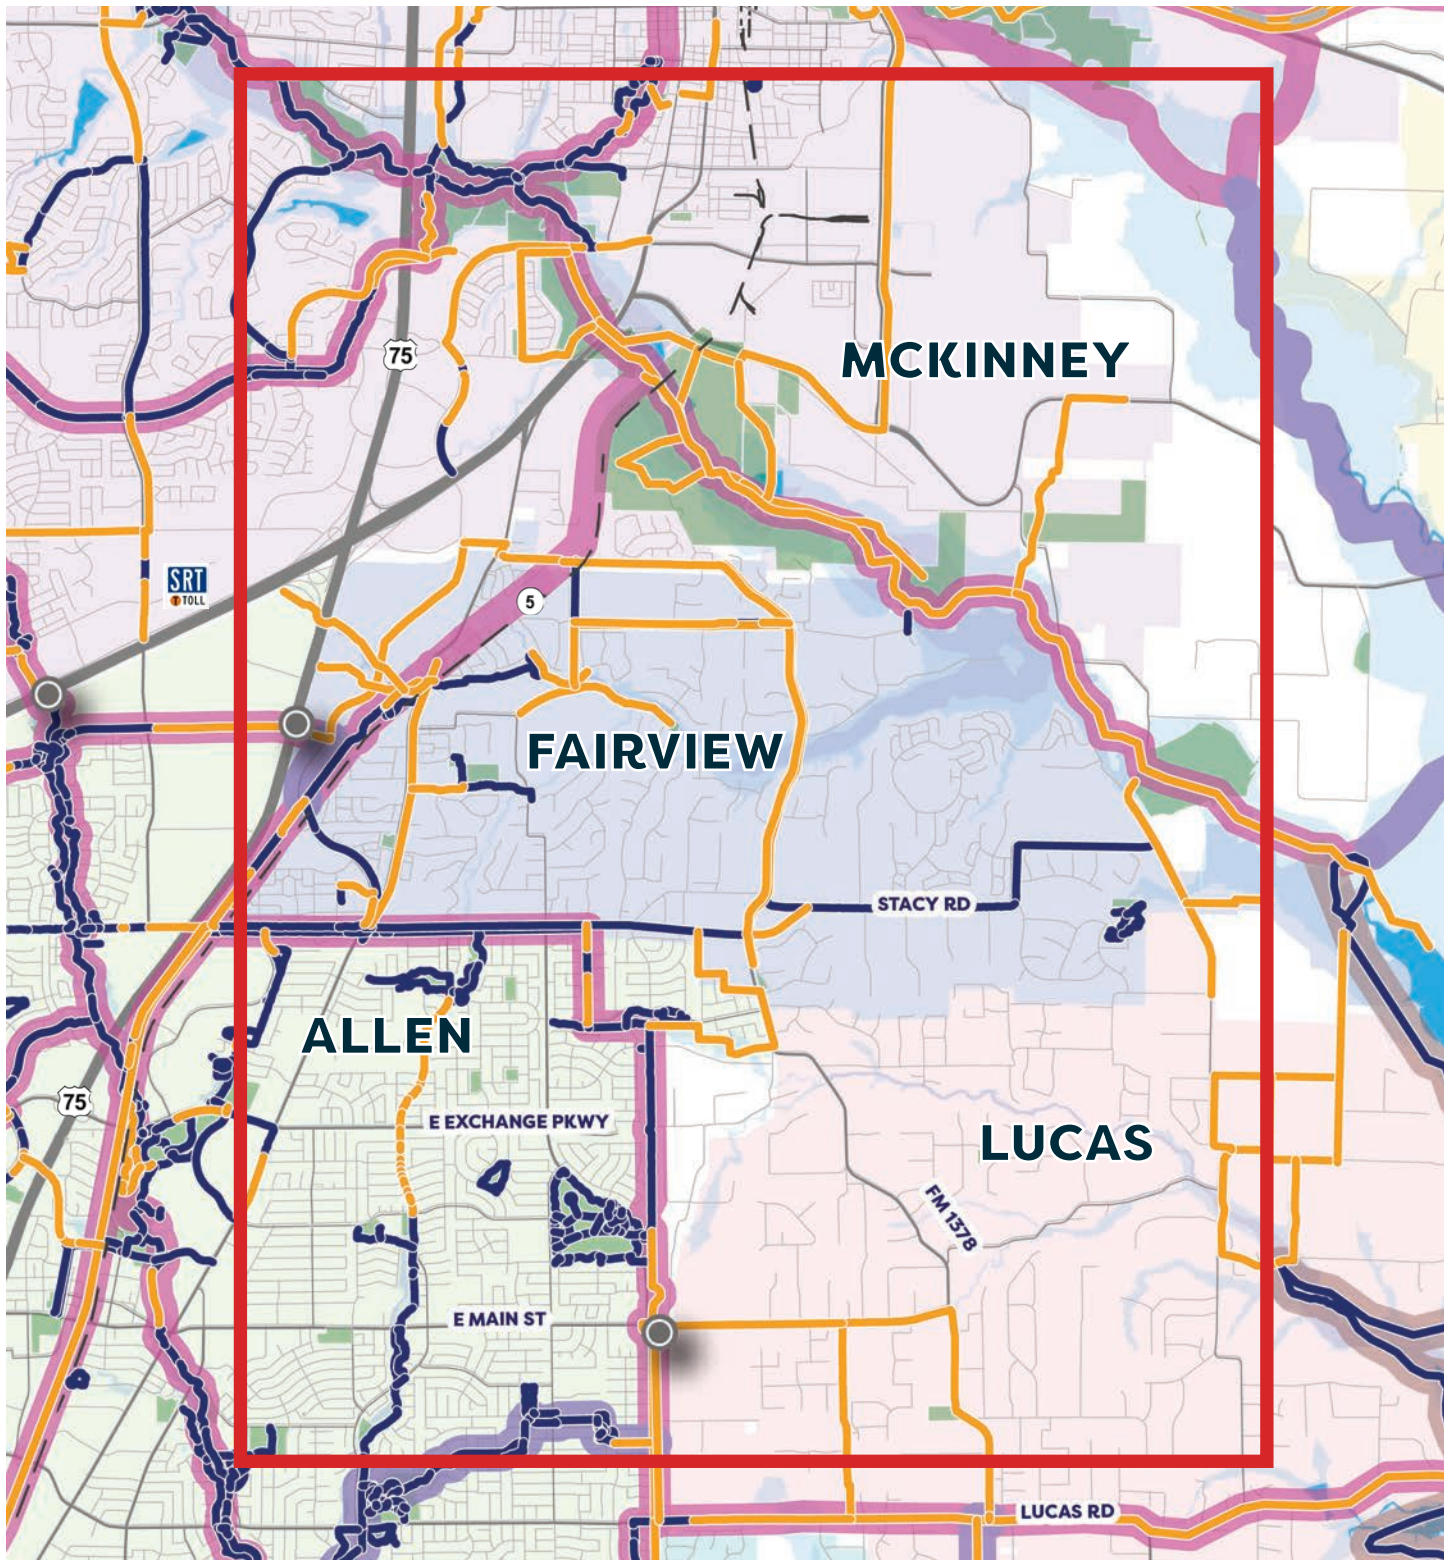 75
MCKINNEY
SRT
TOLL
5
FAIRVIEW
STACY RD
ALLEN
75
E EXCHANGE PKWY
LUCAS
FM 1378
E MAIN ST
LUCAS RD